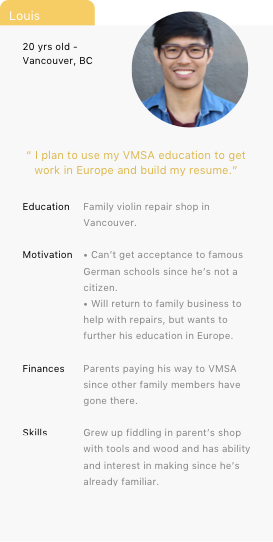 Louis
20 yrs old -
Vancouver, BC
“ I plan to use my VMSA education to get
work in Europe and build my resume.”
Education Family violin repair shop in
Vancouver.
Motivation • Can’t get acceptance to famous
German schools since he’s not a
citizen.
• Will return to family business to
help with repairs, but wants to
further his education in Europe.
Finances Parents paying his way to VMSA
since other family members have
gone there.
Skills Grew up fiddling in parent’s shop
with tools and wood and has ability
and interest in making since he’s
already familiar.